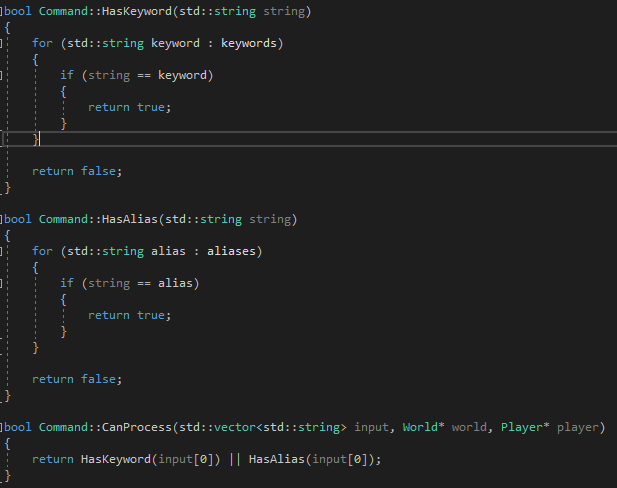 bool Command::HasKeyword(std::string string)
{
    for (std::string keyword : keywords)
    {
        if (string == keyword)
        {
            return true;
        }
    }

    return false;
}

bool Command::HasAlias(std::string string)
{
    for (std::string alias : aliases)
    {
        if (string == alias)
        {
            return true;
        }
    }

    return false;
}

bool Command::CanProcess(std::vector<std::string> input, World* world, Player* player)
{
    return HasKeyword(input[0]) || HasAlias(input[0]);
}